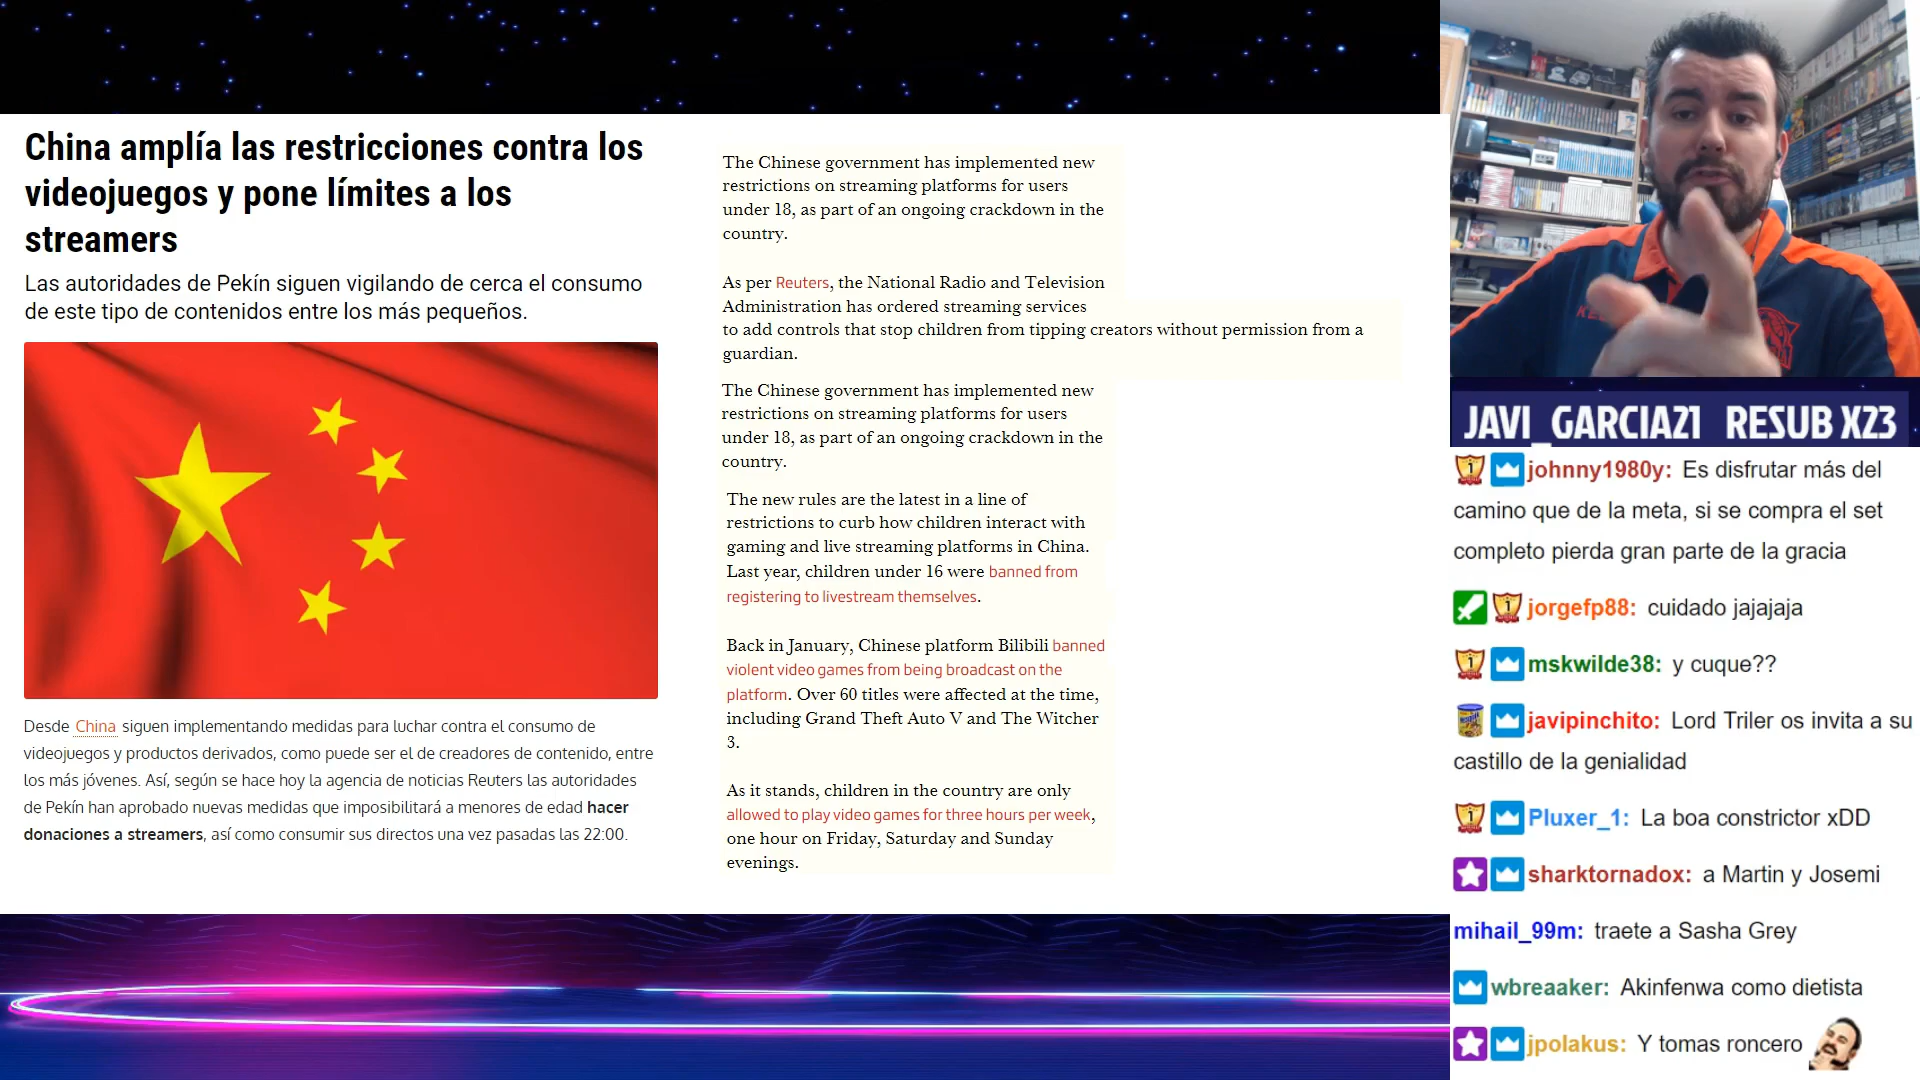 China amplía las restricciones contra los
videojuegos y pone límites a los
streamers
Las autoridades de Pekín siguen vigilando de cerca el consumo
de este tipo de contenidos entre los más pequeños.
Desde China siguen implementando medidas para luchar contra el consumo de
videojuegos y productos derivados, como puede ser el de creadores de contenido, entre
los más jóvenes. Así, según se hace hoy la agencia de noticias Reuters las autoridades
de Pekín han aprobado nuevas medidas que imposibilitará a menores de edad hacer
donaciones a streamers, así como consumir sus directos una vez pasadas las 22:00.
The Chinese government has implemented new
restrictions on streaming platforms for users
under 18, as part of an ongoing crackdown in the
country.
As per Reuters, the National Radio and Television
Administration has ordered streaming services
to add controls that stop children from tipping creators without permission from a
guardian.
The Chinese government has implemented new
restrictions on streaming platforms for users
under 18, as part of an ongoing crackdown in the
country.
The new rules are the latest in a line of
restrictions to curb how children interact with
gaming and live streaming platforms in China.
Last year, children under 16 were banned from
registering to livestream themselves.
Back in January, Chinese platform Bilibili banned
violent video games from being broadcast on the
platform. Over 60 titles were affected at the time,
including Grand Theft Auto V and The Witcher
3.
As it stands, children in the country are only
allowed to play video games for three hours per week,
one hour on Friday, Saturday and Sunday
evenings.
JAVI_GARCIA21 RESUB X23
johnny1980y: Es disfrutar más del
camino que de la meta, si se compra el set
completo pierda gran parte de la gracia
jorgefp88: cuidado jajajaja
mskwilde38: y cuque??
javipinchito: Lord Triler os invita a su
castillo de la genialidad
Pluxer_1: La boa constrictor xDD
sharktornadox: a Martin y Josemi
mihail_99m: traete a Sasha Grey
wbreaaker: Akinfenwa como dietista
jpolakus: Y tomas roncero